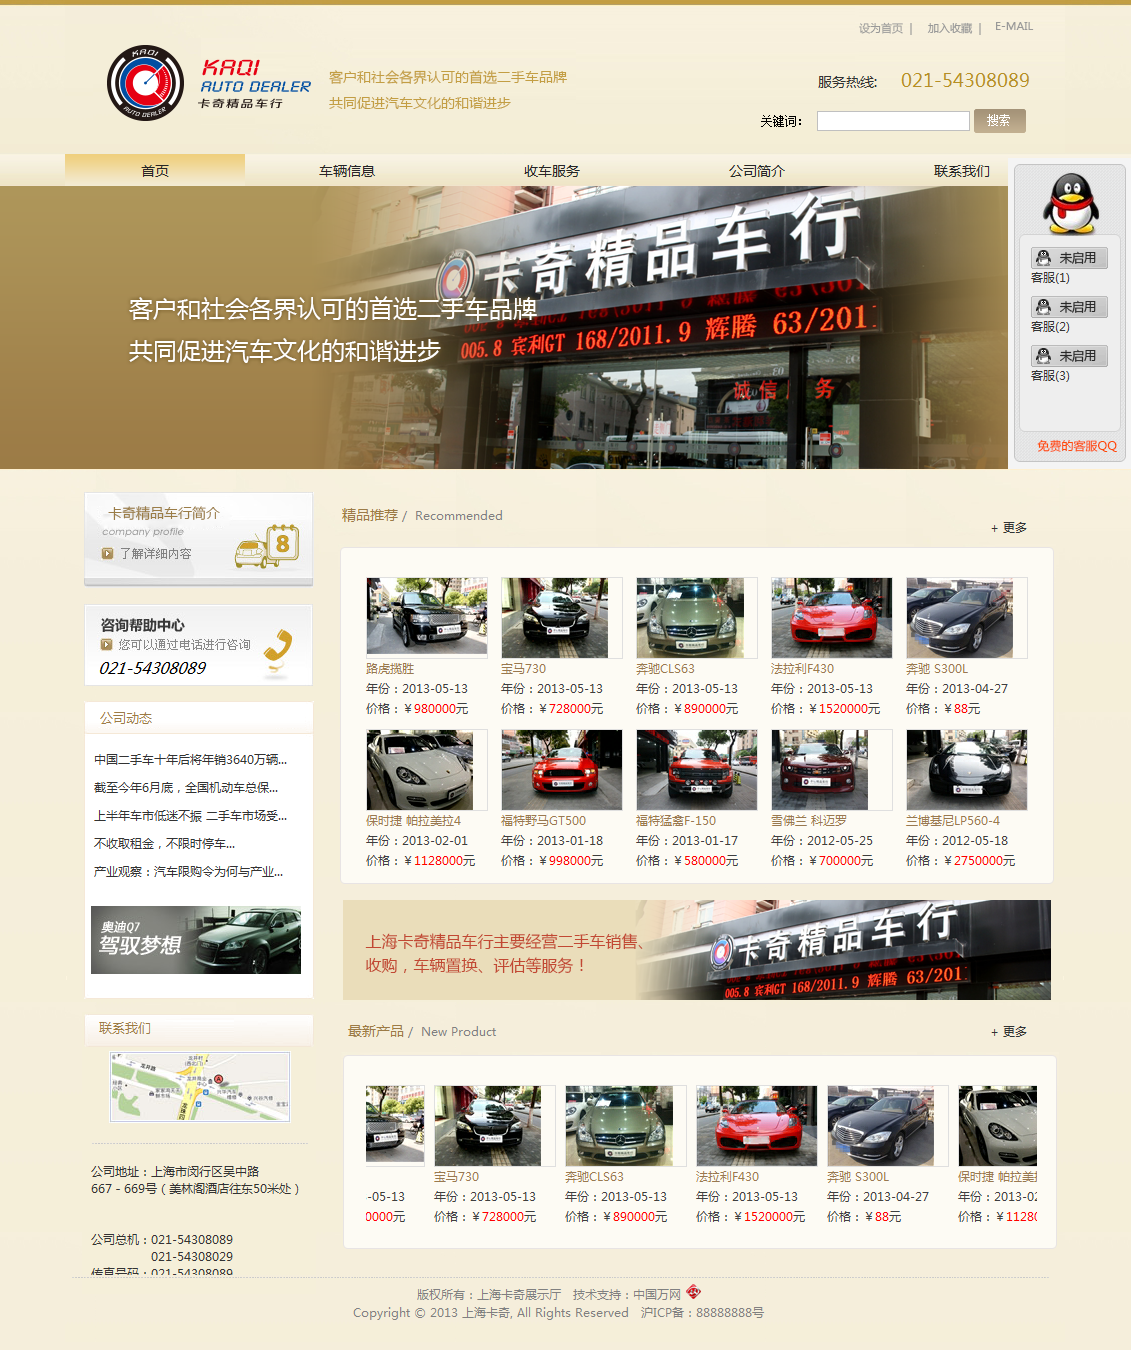 设为首页 | 加入收藏 | E-MAIL
KAQI
AUTO DEALER
卡奇精品车行
KAQI
AUTO DEALER
客户和社会各界认可的首选二手车品牌
共同促进汽车文化的和谐进步
服务热线: 021-54308089
关键词: 搜索
首页 车辆信息 收车服务 公司简介 联系我们
卡奇精品车行
005.8 宾利GT 168/2011.9 辉腾 63/201
诚信服务
客户和社会各界认可的首选二手车品牌
共同促进汽车文化的和谐进步
未启用
客服(1)
未启用
客服(2)
未启用
客服(3)
免费的客服QQ
卡奇精品车行简介
company profile
了解详细内容
8
咨询帮助中心
您可以通过电话进行咨询
021-54308089
公司动态
中国二手车十年后将年销3640万辆...
截至今年6月底，全国机动车总保...
上半年车市低迷不振 二手车市场受...
不收取租金，不限时停车...
产业观察：汽车限购令为何与产业...
奥迪Q7
驾驭梦想
联系我们
公司地址：上海市闵行区吴中路
667－669号（美林阁酒店往东50米处）
公司总机：021-54308089
021-54308029
传真号码：021-54308089
精品推荐 / Recommended
+ 更多
路虎揽胜
年份：2013-05-13
价格：￥980000元
宝马730
年份：2013-05-13
价格：￥728000元
奔驰CLS63
年份：2013-05-13
价格：￥890000元
法拉利F430
年份：2013-05-13
价格：￥1520000元
奔驰 S300L
年份：2013-04-27
价格：￥88元
保时捷 帕拉美拉4
年份：2013-02-01
价格：￥1128000元
福特野马GT500
年份：2013-01-18
价格：￥998000元
福特猛禽F-150
年份：2013-01-17
价格：￥580000元
雪佛兰 科迈罗
年份：2012-05-25
价格：￥700000元
兰博基尼LP560-4
年份：2012-05-18
价格：￥2750000元
上海卡奇精品车行主要经营二手车销售、
收购，车辆置换、评估等服务！
卡奇精品车行
005.8 宾利GT 168/2011.9 辉腾 63/201
最新产品 / New Product
+ 更多
-05-13
0000元
宝马730
年份：2013-05-13
价格：￥728000元
奔驰CLS63
年份：2013-05-13
价格：￥890000元
法拉利F430
年份：2013-05-13
价格：￥1520000元
奔驰 S300L
年份：2013-04-27
价格：￥88元
保时捷 帕拉美
年份：2013-02
价格：￥1128
版权所有：上海卡奇展示厅 技术支持：中国万网
Copyright © 2013 上海卡奇, All Rights Reserved 沪ICP备：88888888号